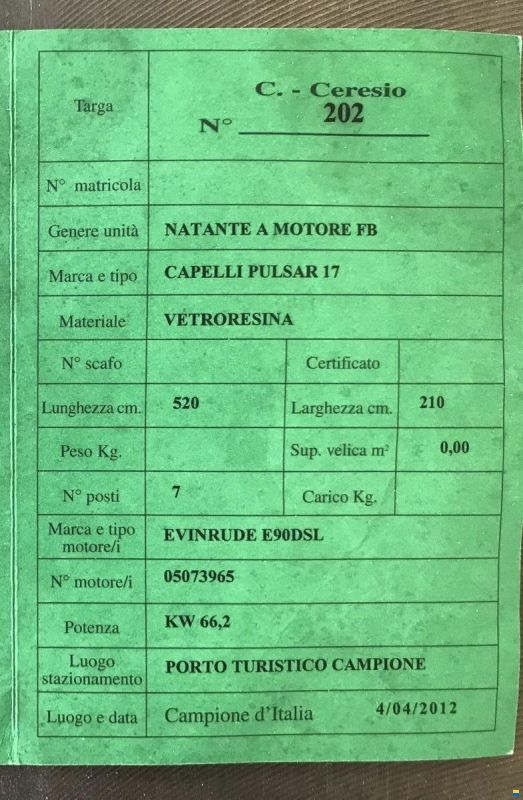 Targa C. - Ceresio
N° 202
N° matricola
Genere unità NATANTE A MOTORE FB
Marca e tipo CAPELLI PULSAR 17
Materiale VETRORESINA
N° scafo Certificato
Lunghezza cm. 520 Larghezza cm. 210
Peso Kg. Sup. velica m² 0,00
N° posti 7 Carico Kg.
Marca e tipo
motore/i EVINRUDE E90DSL
N° motore/i 05073965
Potenza KW 66,2
Luogo
stazionamento PORTO TURISTICO CAMPIONE
Luogo e data Campione d'Italia 4/04/2012